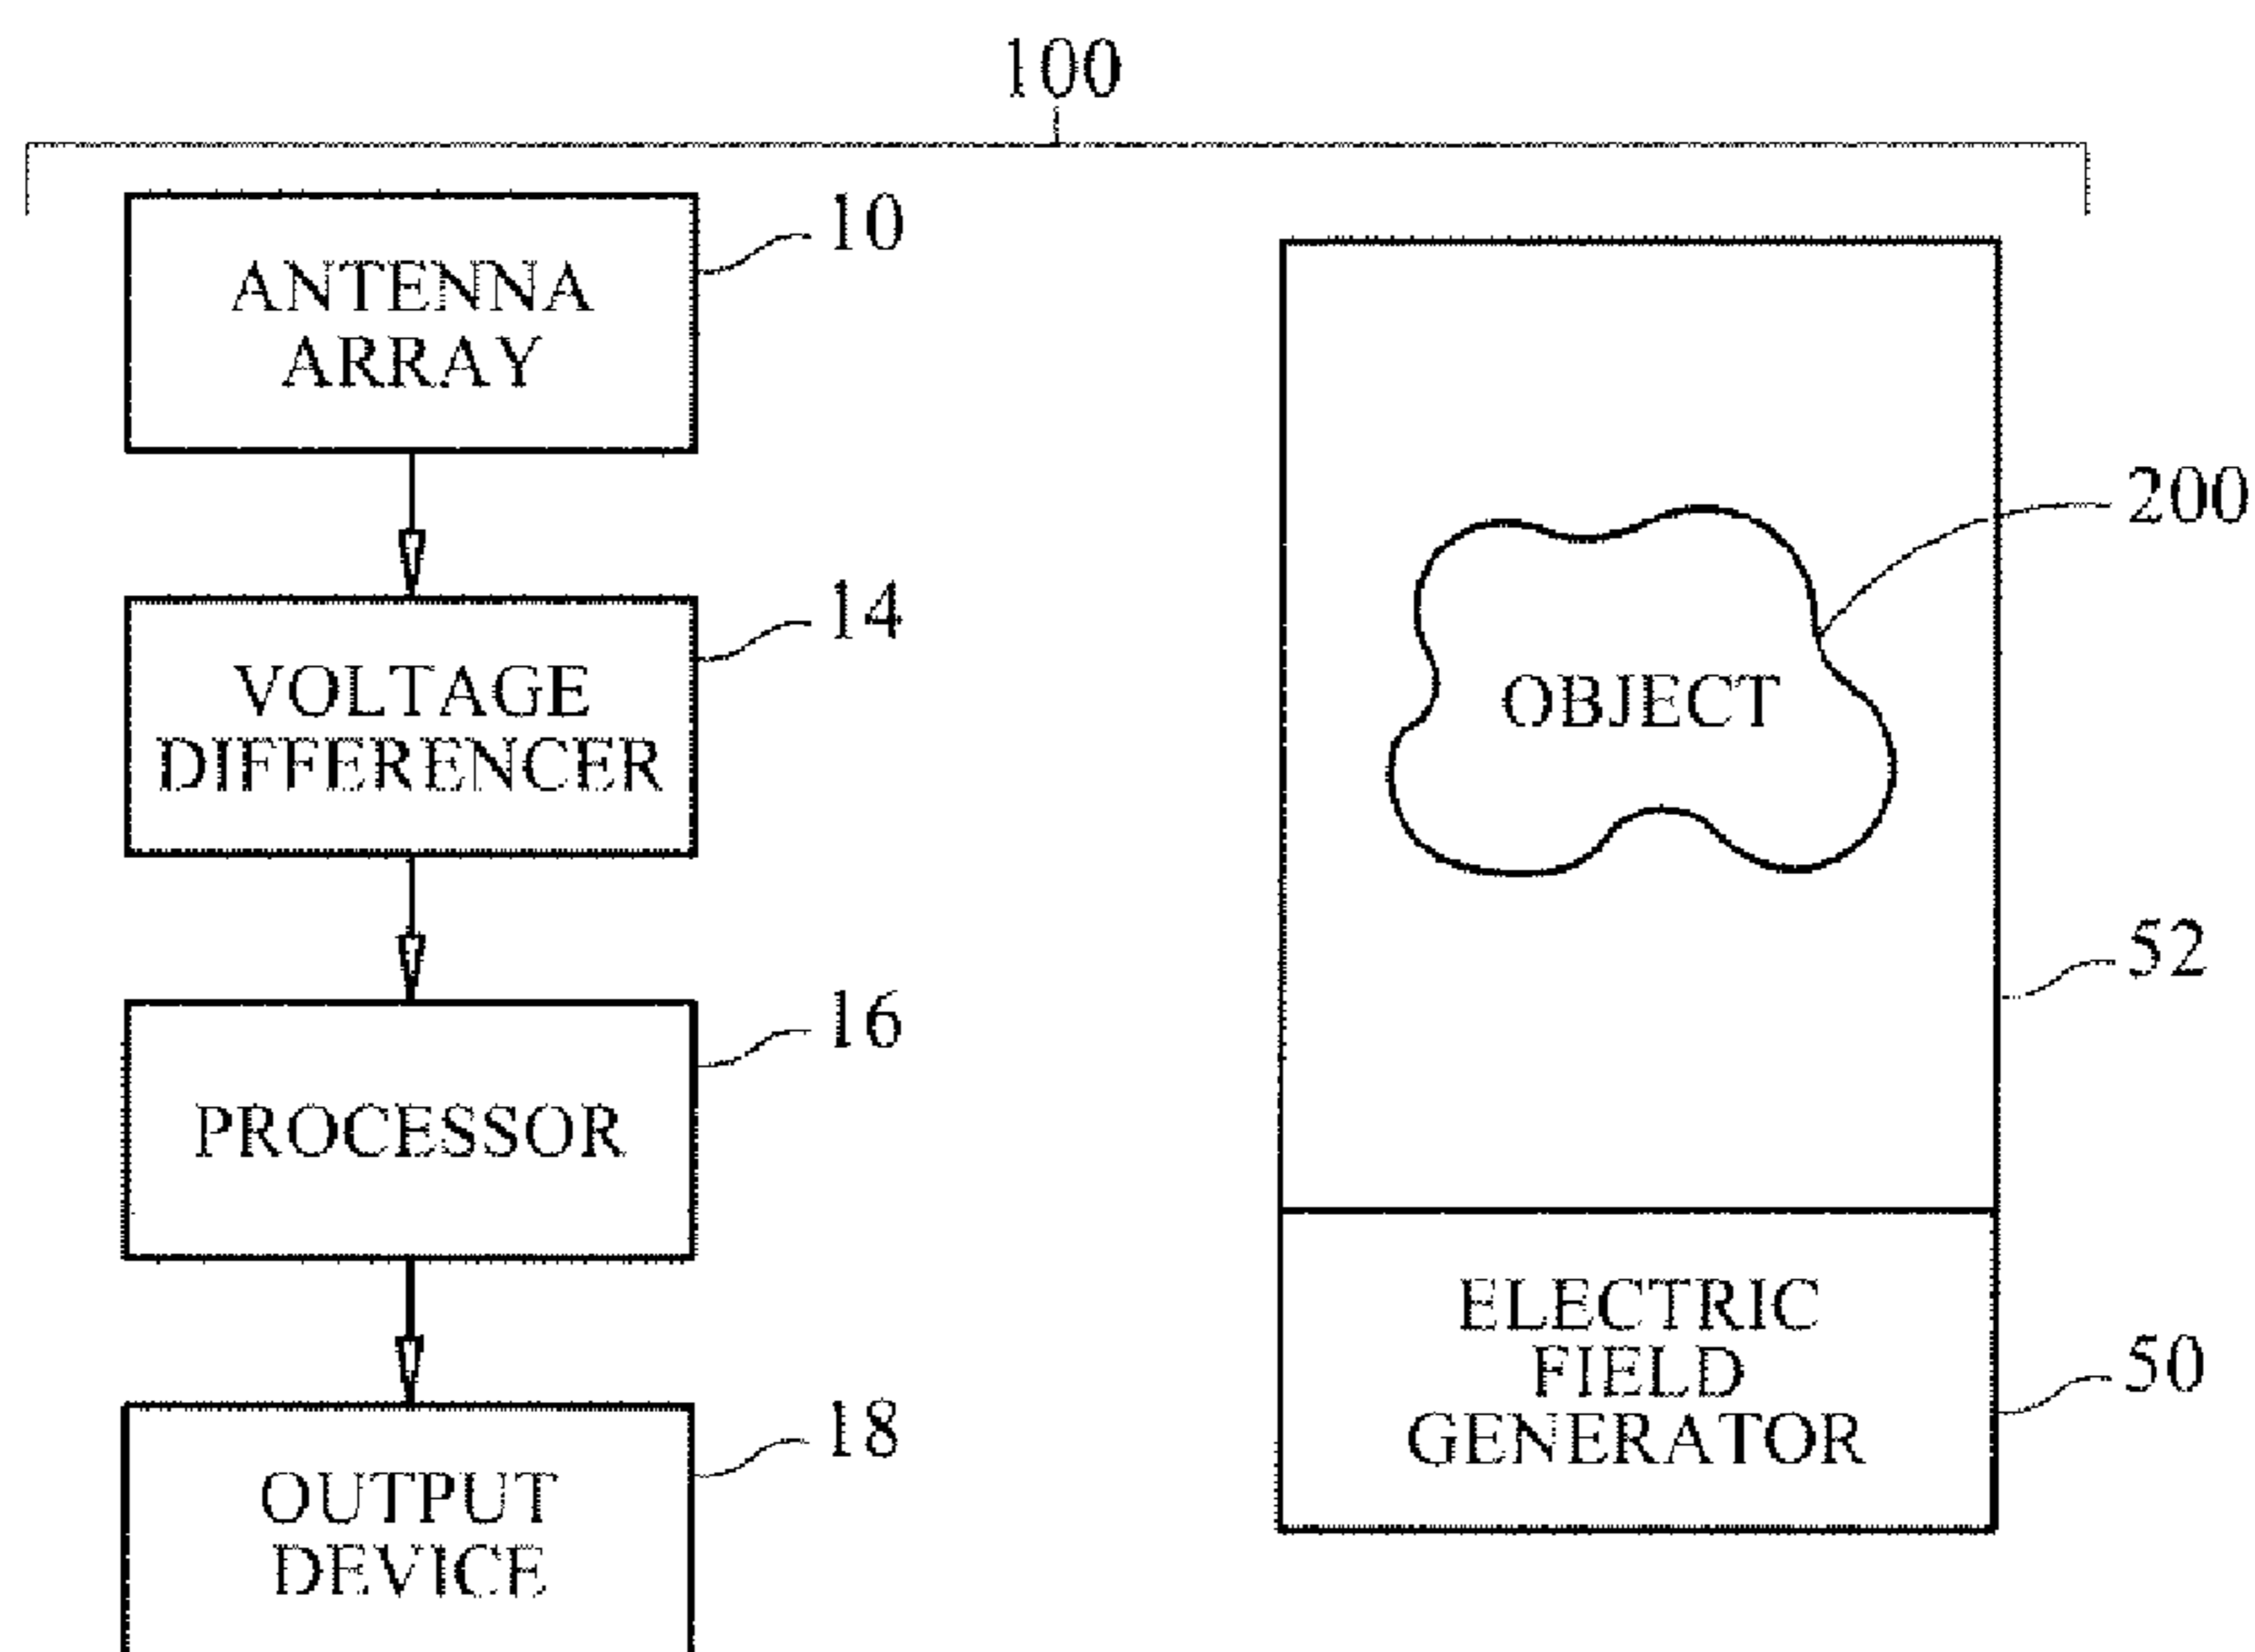 100
10
ANTENNA
ARRAY
14
VOLTAGE
DIFFERENCER
16
PROCESSOR
18
OUTPUT
DEVICE
200
OBJECT
52
ELECTRIC
FIELD
GENERATOR
50